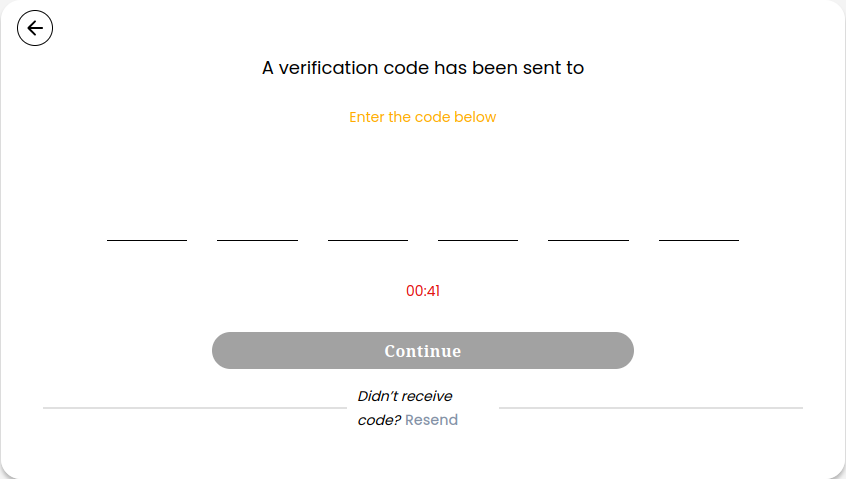 A verification code has been sent to
Enter the code below
00:41
Continue
Didn’t receive
code? Resend